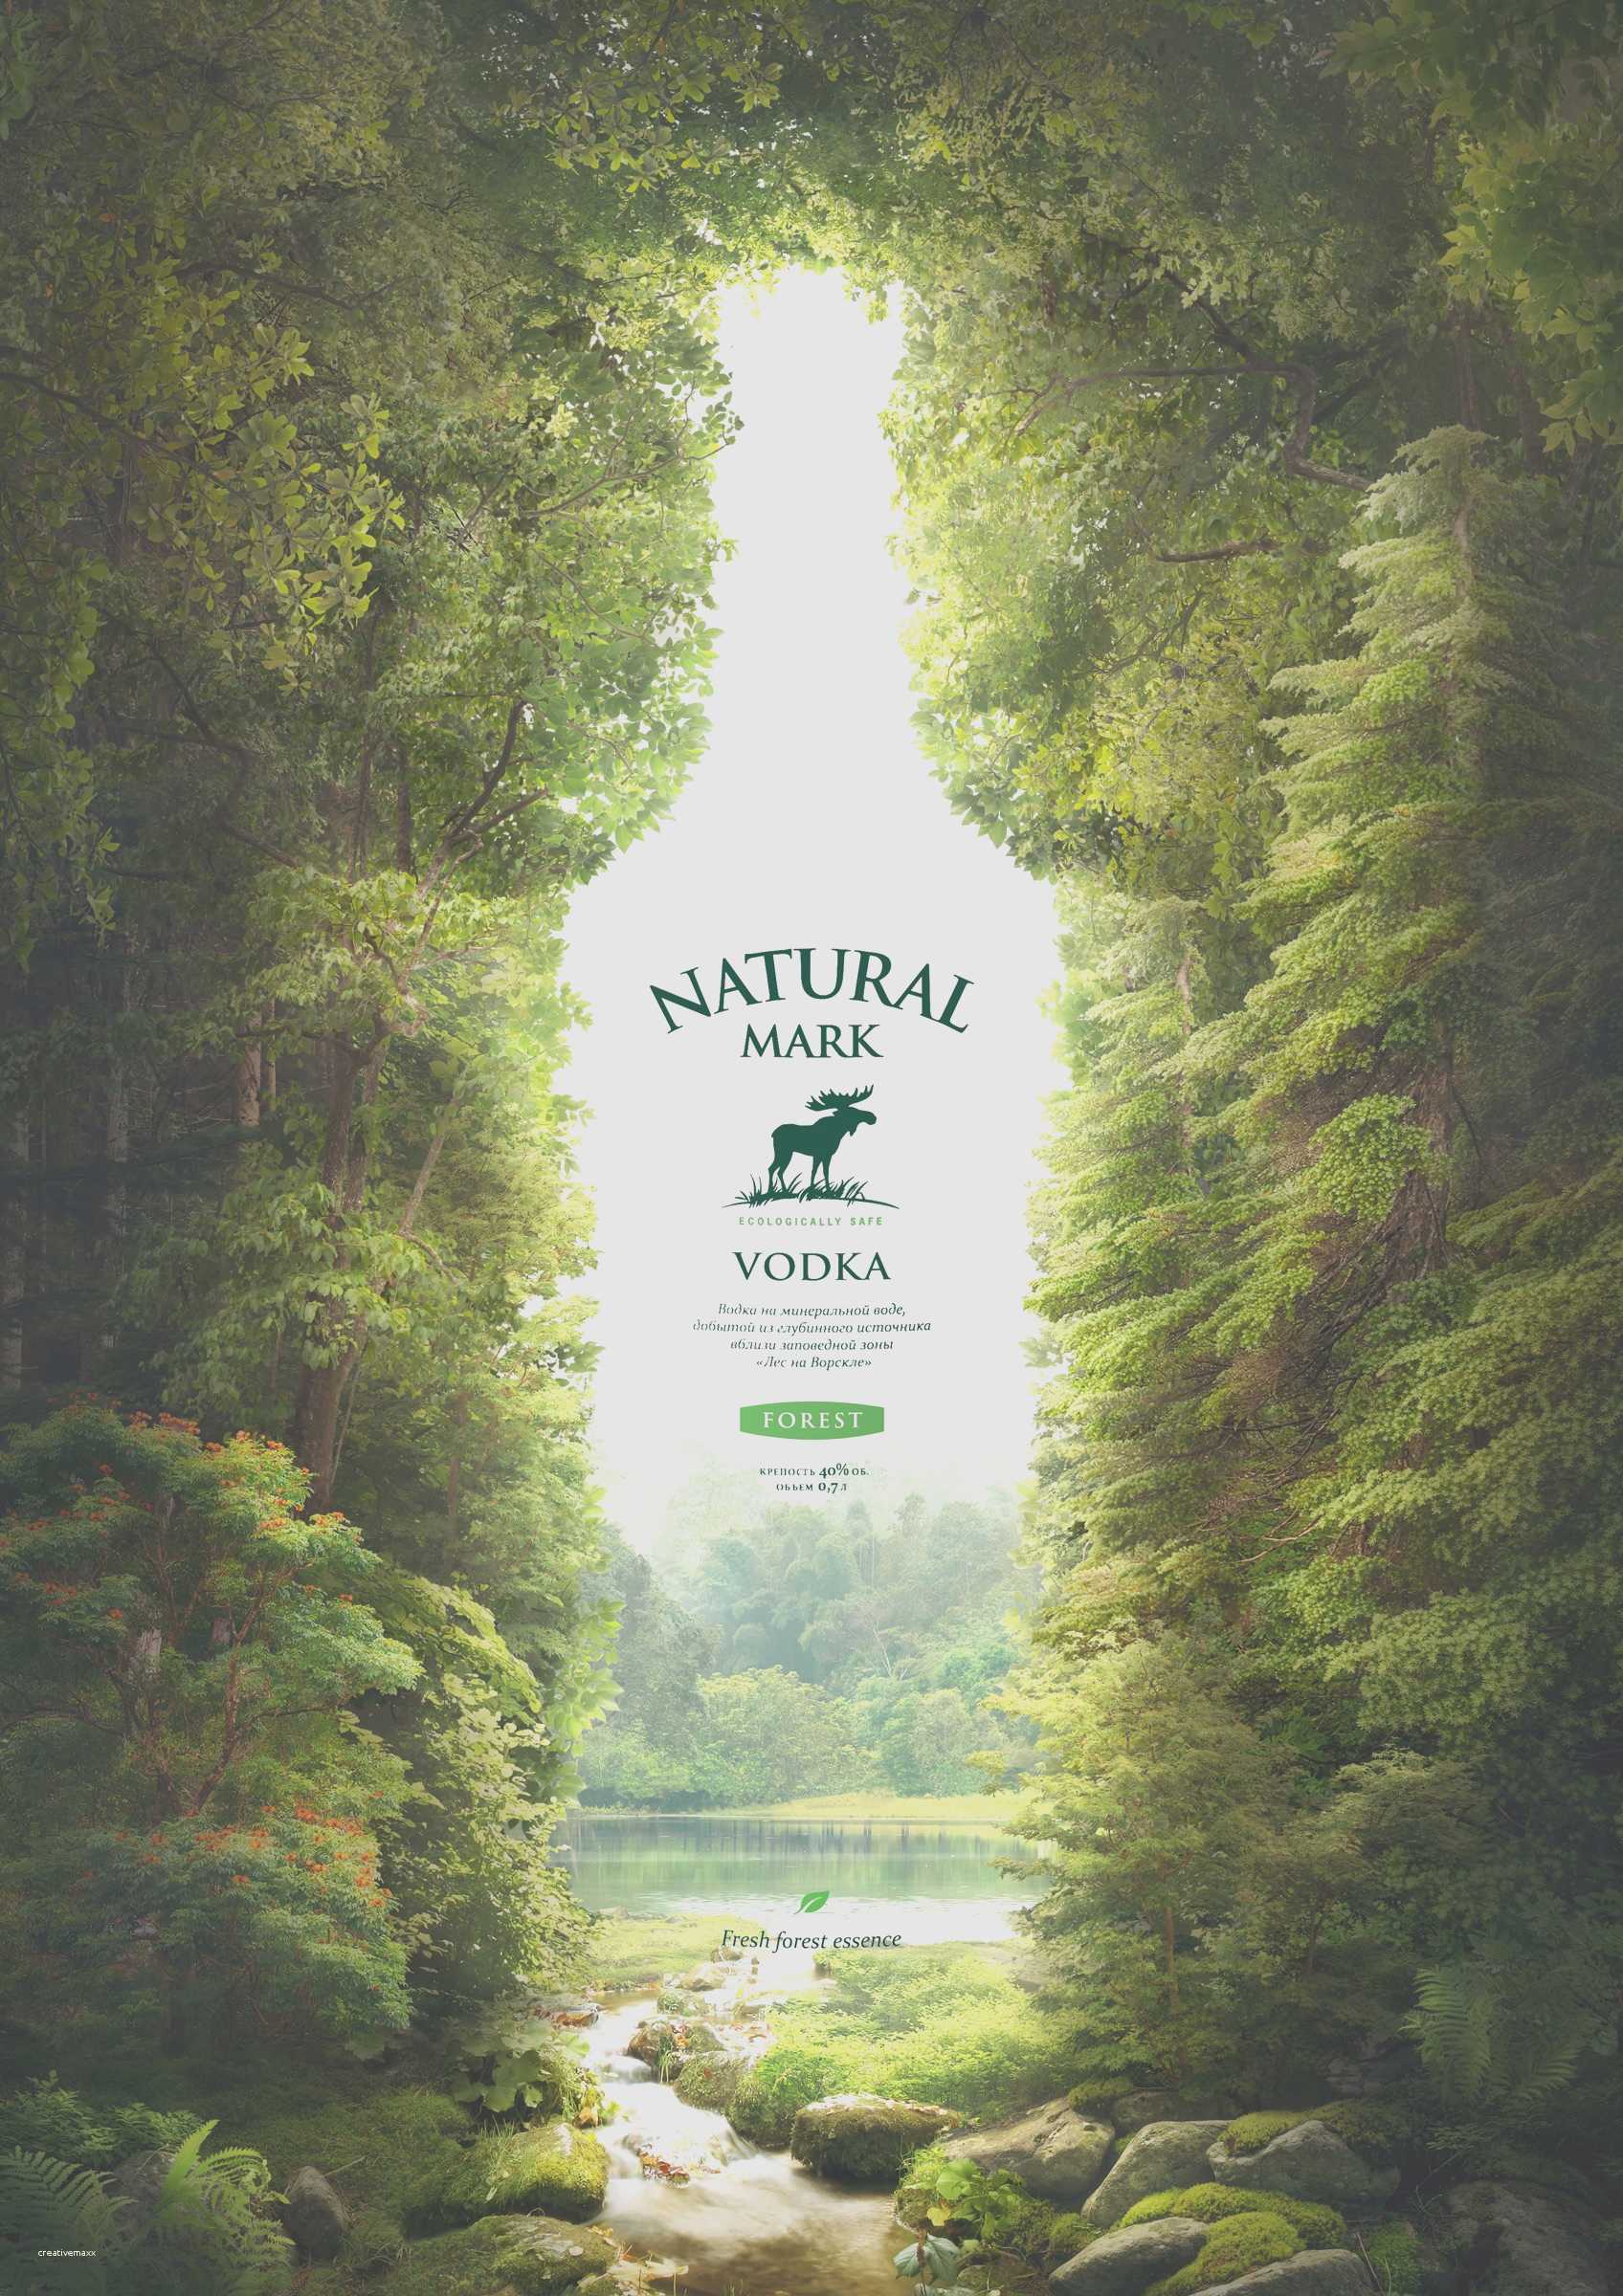 NATURAL
MARK
ECOLOGICALLY SAFE
VODKA
Водка на минеральной воде,
добытой из глубинного источника
вблизи заповедной зоны
«Лес на Ворскле»
FOREST
КРЕПОСТЬ 40% ОБ.
ОБЪЕМ 0,7 Л
Fresh forest essence
creativemaxx